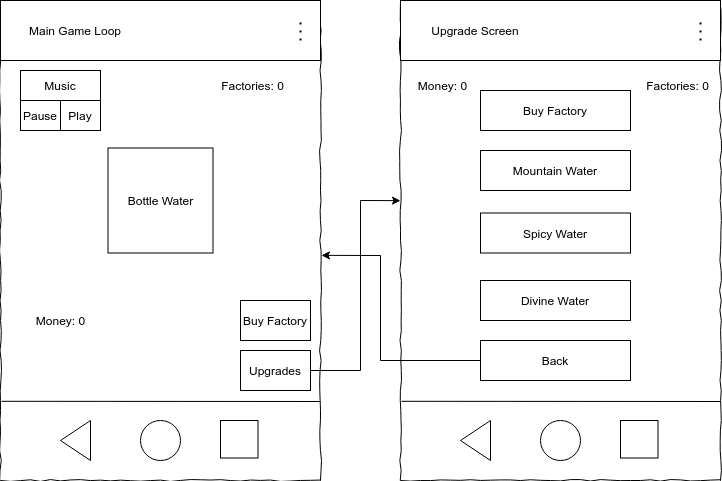 Main Game Loop
Music
Pause Play
Factories: 0
Bottle Water
Money: 0
Buy Factory
Upgrades
Upgrade Screen
Money: 0
Factories: 0
Buy Factory
Mountain Water
Spicy Water
Divine Water
Back